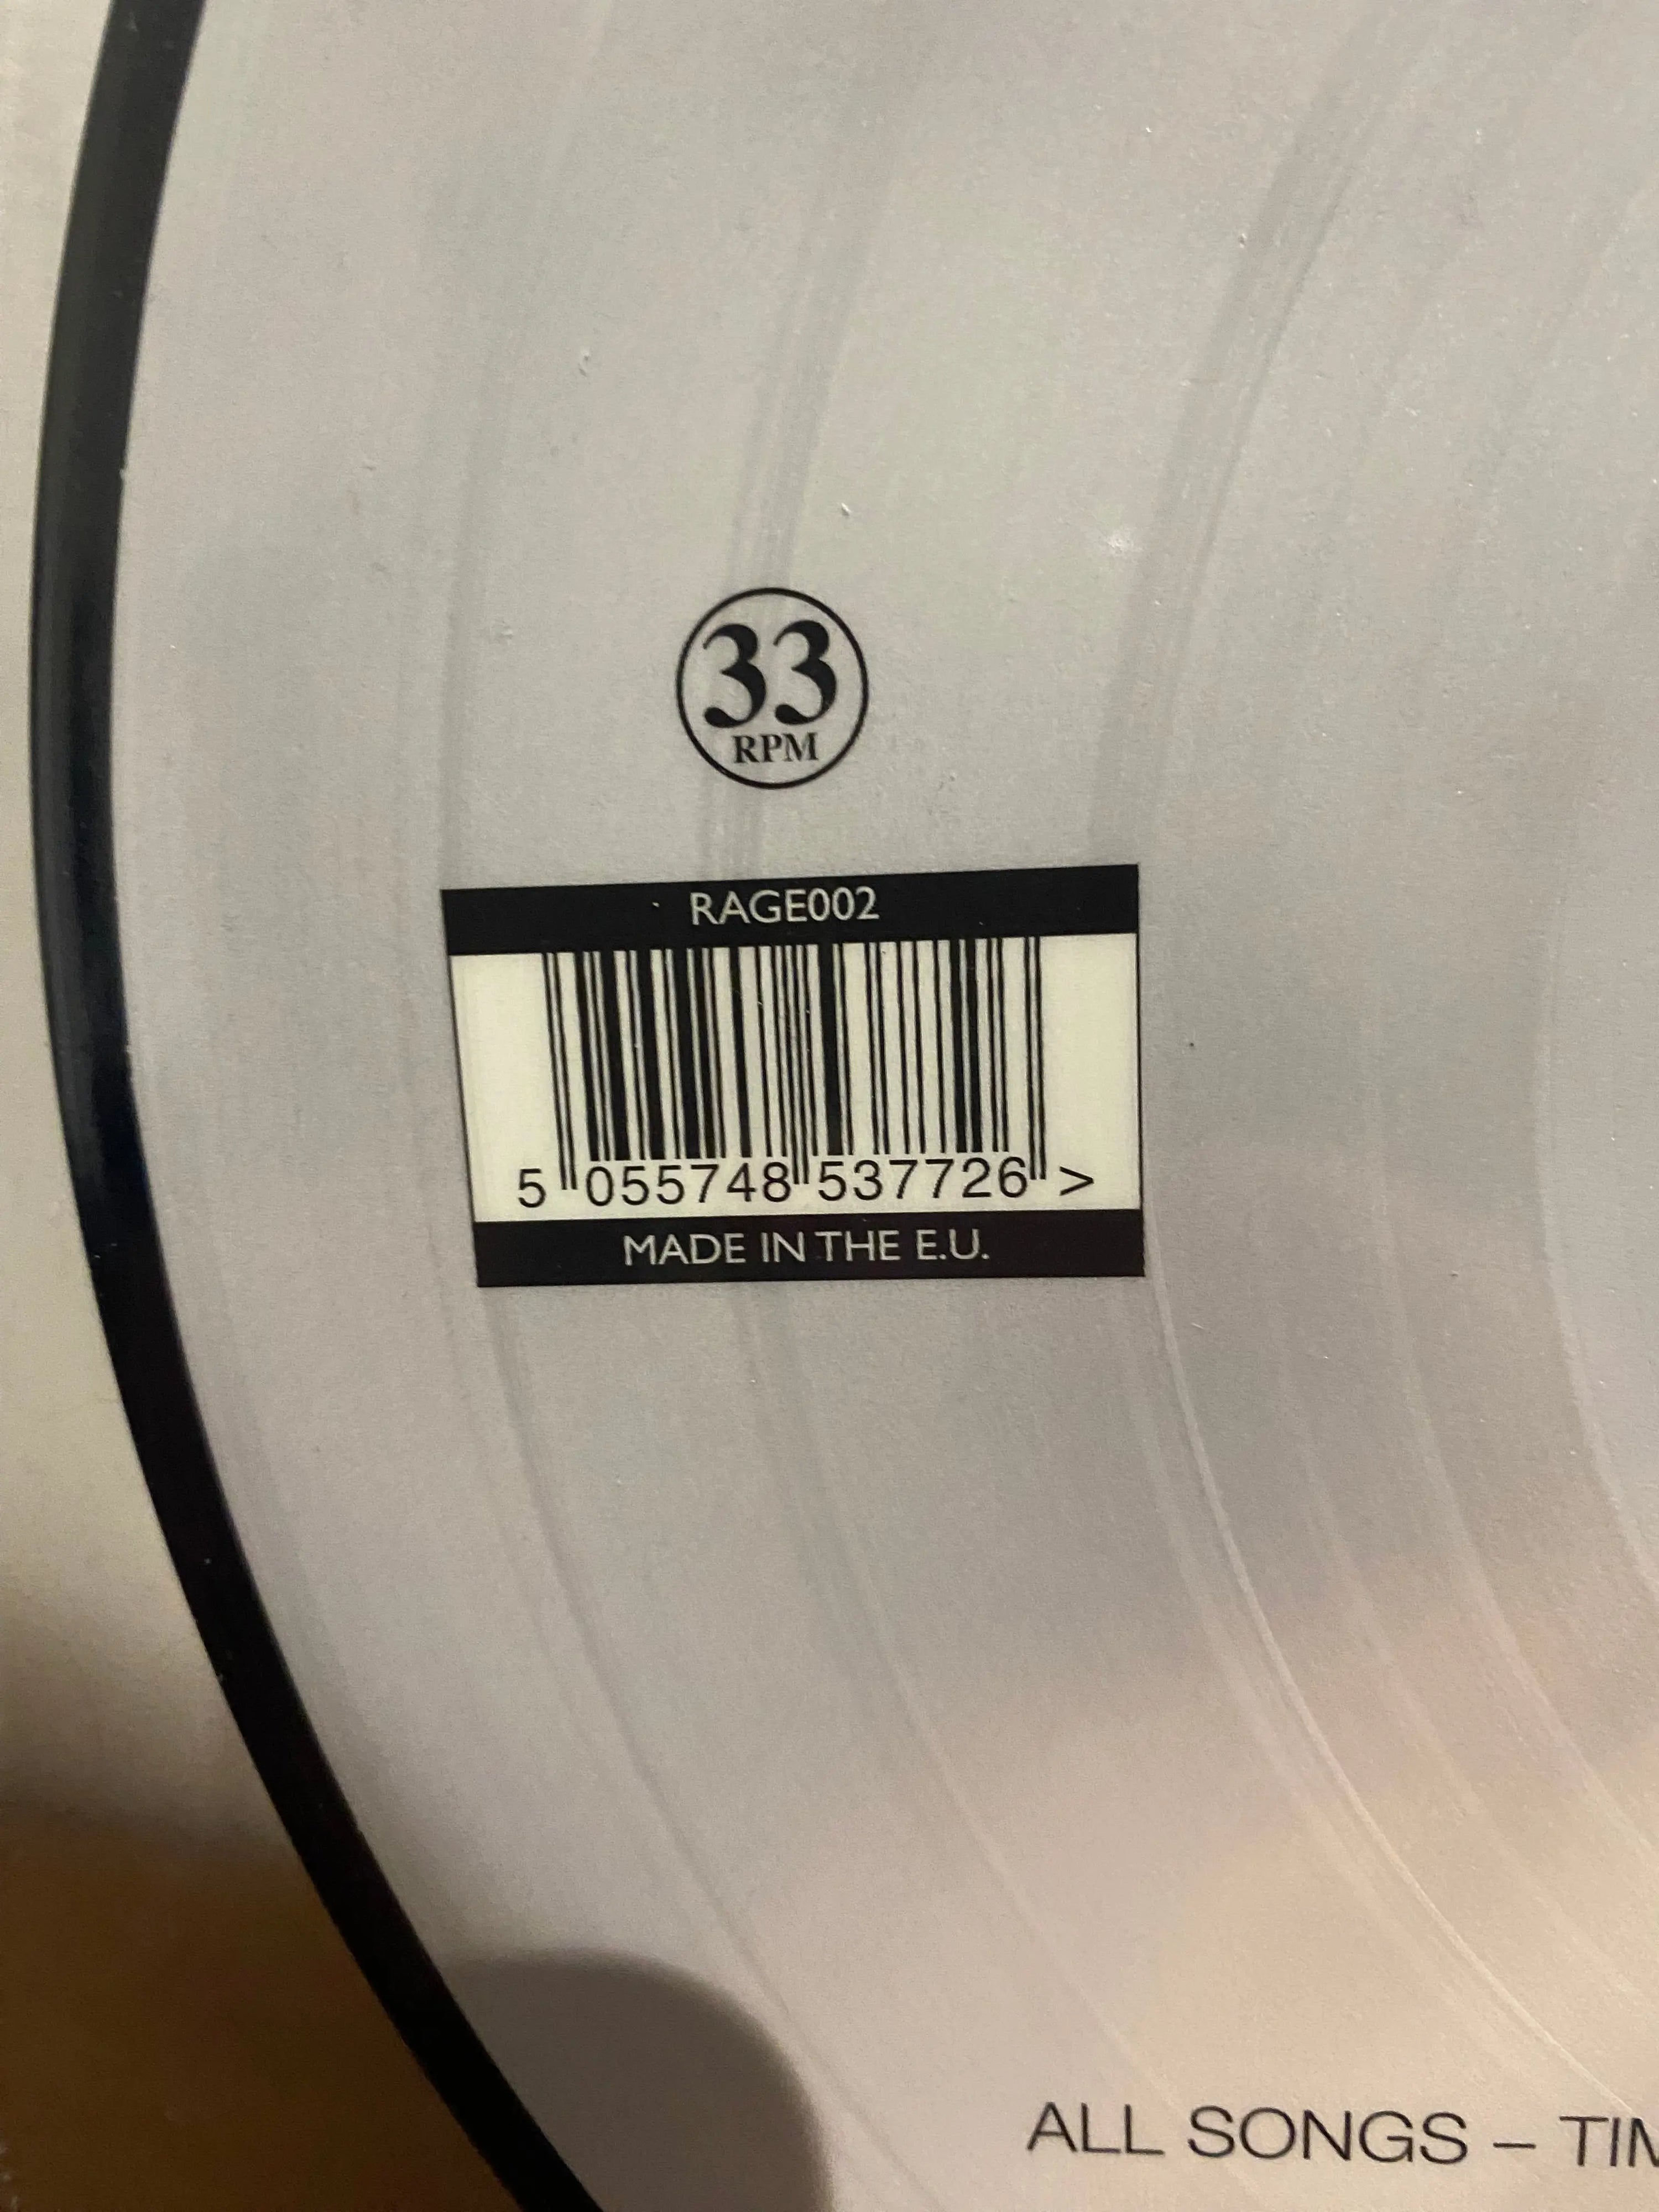 33
RPM
RAGE002
5 055748 537726 >
MADE IN THE E.U.
ALL SONGS –